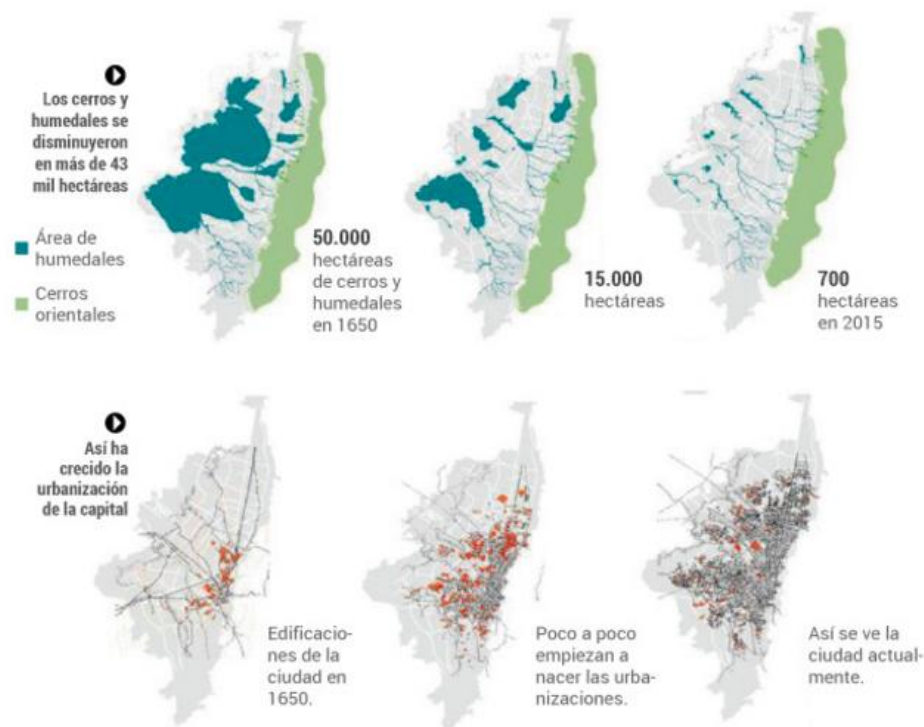 Los cerros y
humedales se
disminuyeron
en más de 43
mil hectáreas
Área de
humedales
Cerros
orientales
50.000
hectáreas
de cerros y
humedales
en 1650
15.000
hectáreas
700
hectáreas
en 2015
Así ha
crecido la
urbanización
de la capital
Edificacio-
nes de la
ciudad en
1650.
Poco a poco
empiezan a
nacer las urba-
nizaciones.
Así se ve la
ciudad actual-
mente.